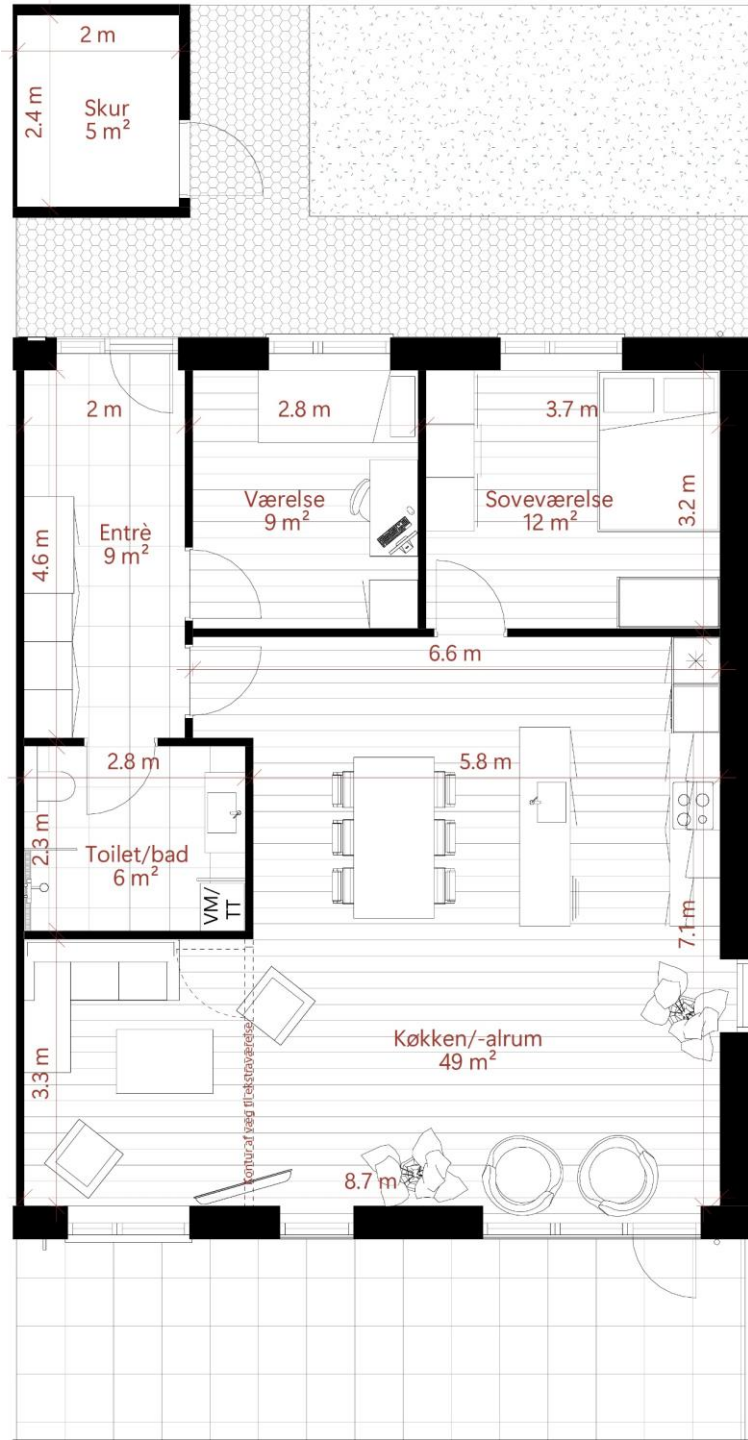 2 m
2.4 m
Skur
5 m²
2 m
2.8 m
3.7 m
Værelse
9 m²
Soveværelse
12 m²
3.2 m
Entrè
9 m²
4.6 m
6.6 m
2.8 m
5.8 m
2.3 m
Toilet/bad
6 m²
VM/
TT
7.1 m
Køkken/-alrum
49 m²
3.3 m
Kontur af væg til ekstraværelse
8.7 m